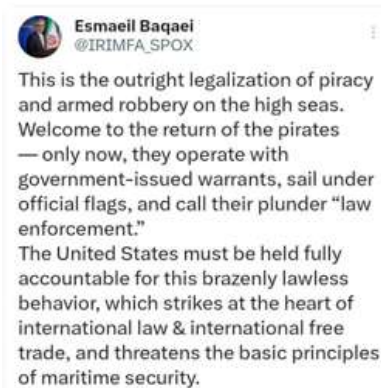 Esmaeil Baqaei
@IRIMFA_SPOX
This is the outright legalization of piracy
and armed robbery on the high seas.
Welcome to the return of the pirates
— only now, they operate with
government-issued warrants, sail under
official flags, and call their plunder “law
enforcement.”
The United States must be held fully
accountable for this brazenly lawless
behavior, which strikes at the heart of
international law & international free
trade, and threatens the basic principles
of maritime security.